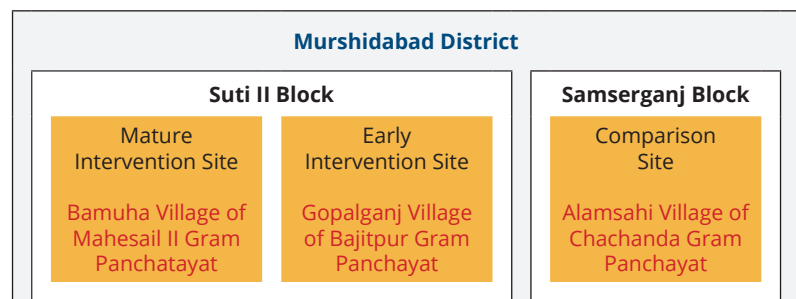 Murshidabad District
Suti II Block
Mature
Intervention Site
Bamuha Village of
Mahesail II Gram
Panchatayat
Early
Intervention Site
Gopalganj Village
of Bajitpur Gram
Panchayat
Samserganj Block
Comparison
Site
Alamsahi Village of
Chachanda Gram
Panchayat